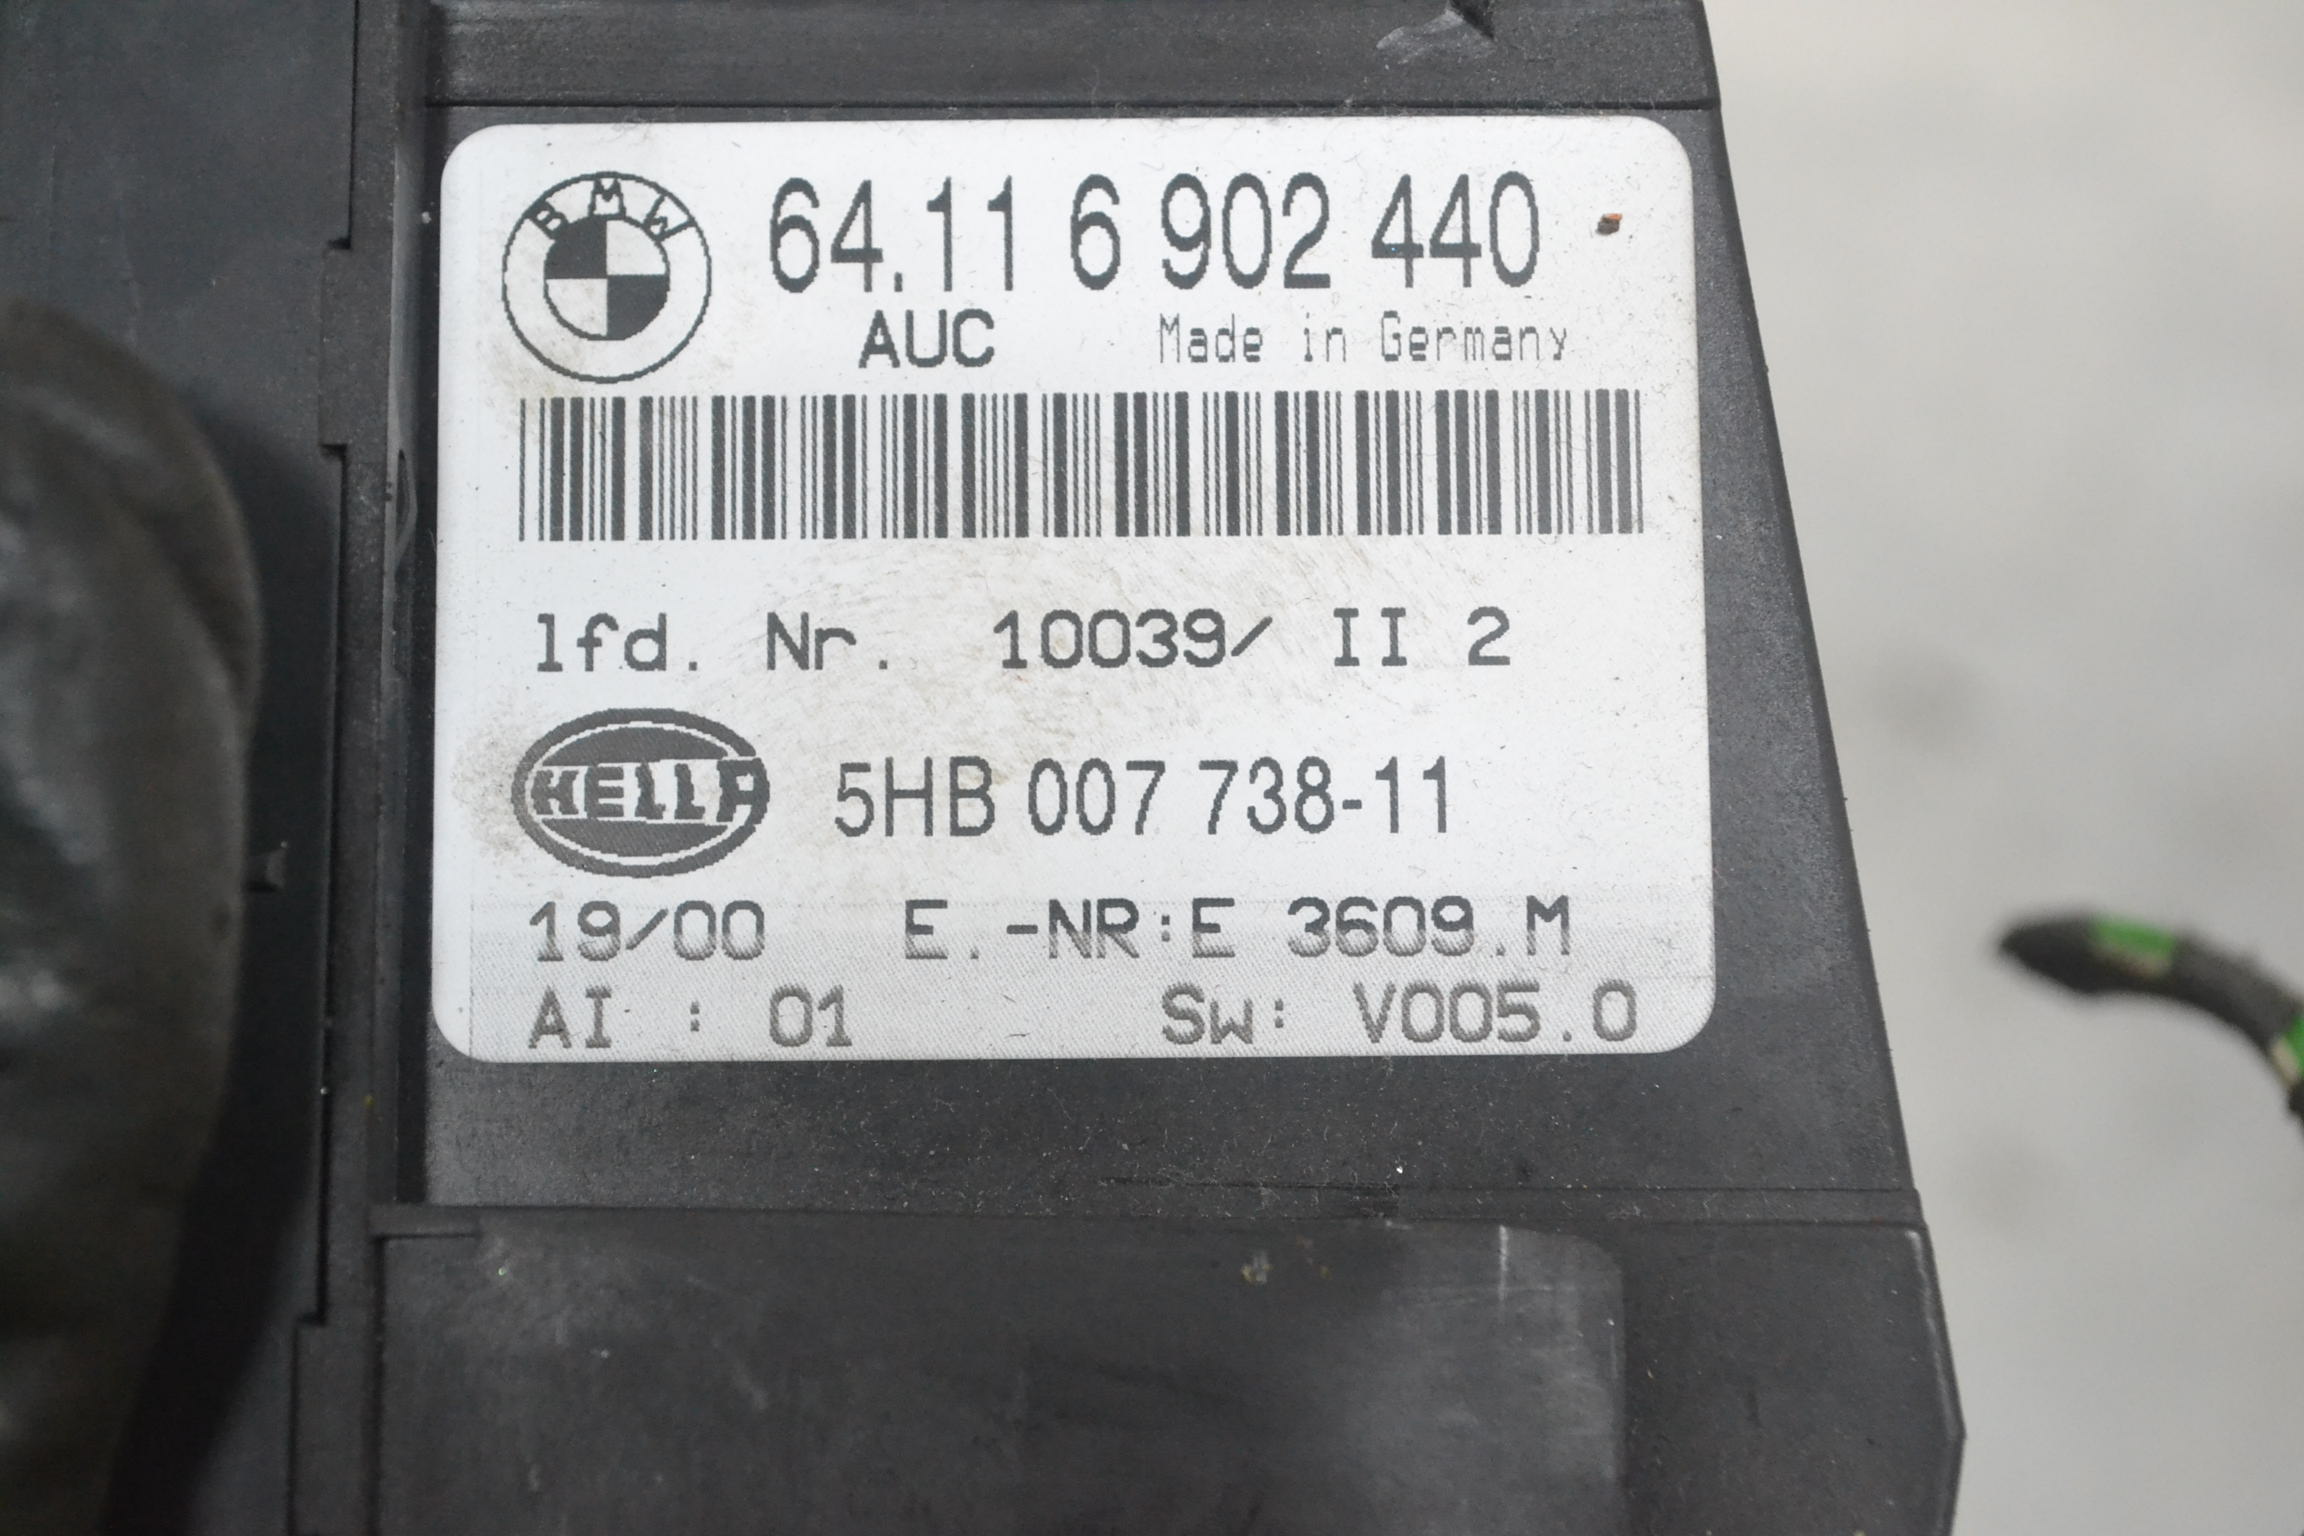 BMW 64.11 6 902 440
AUC Made in Germany
lfd. Nr. 10039/ II 2
HELLA 5HB 007 738-11
19/00 E.-NR:E 3609.M
AI : 01 Sw: V005.0